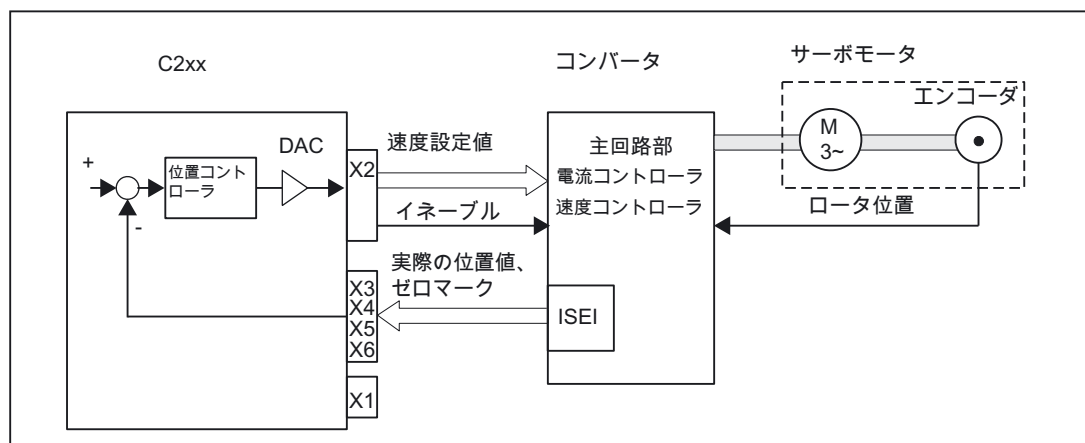 C2xx
コンバータ
サーボモータ
エンコーダ
DAC
X2
速度設定値
+
位置コント
ローラ
-
イネーブル
主回路部
電流コントローラ
速度コントローラ
M
3~
ロータ位置
実際の位置値、
ゼロマーク
X3
X4
X5
X6
ISEI
X1